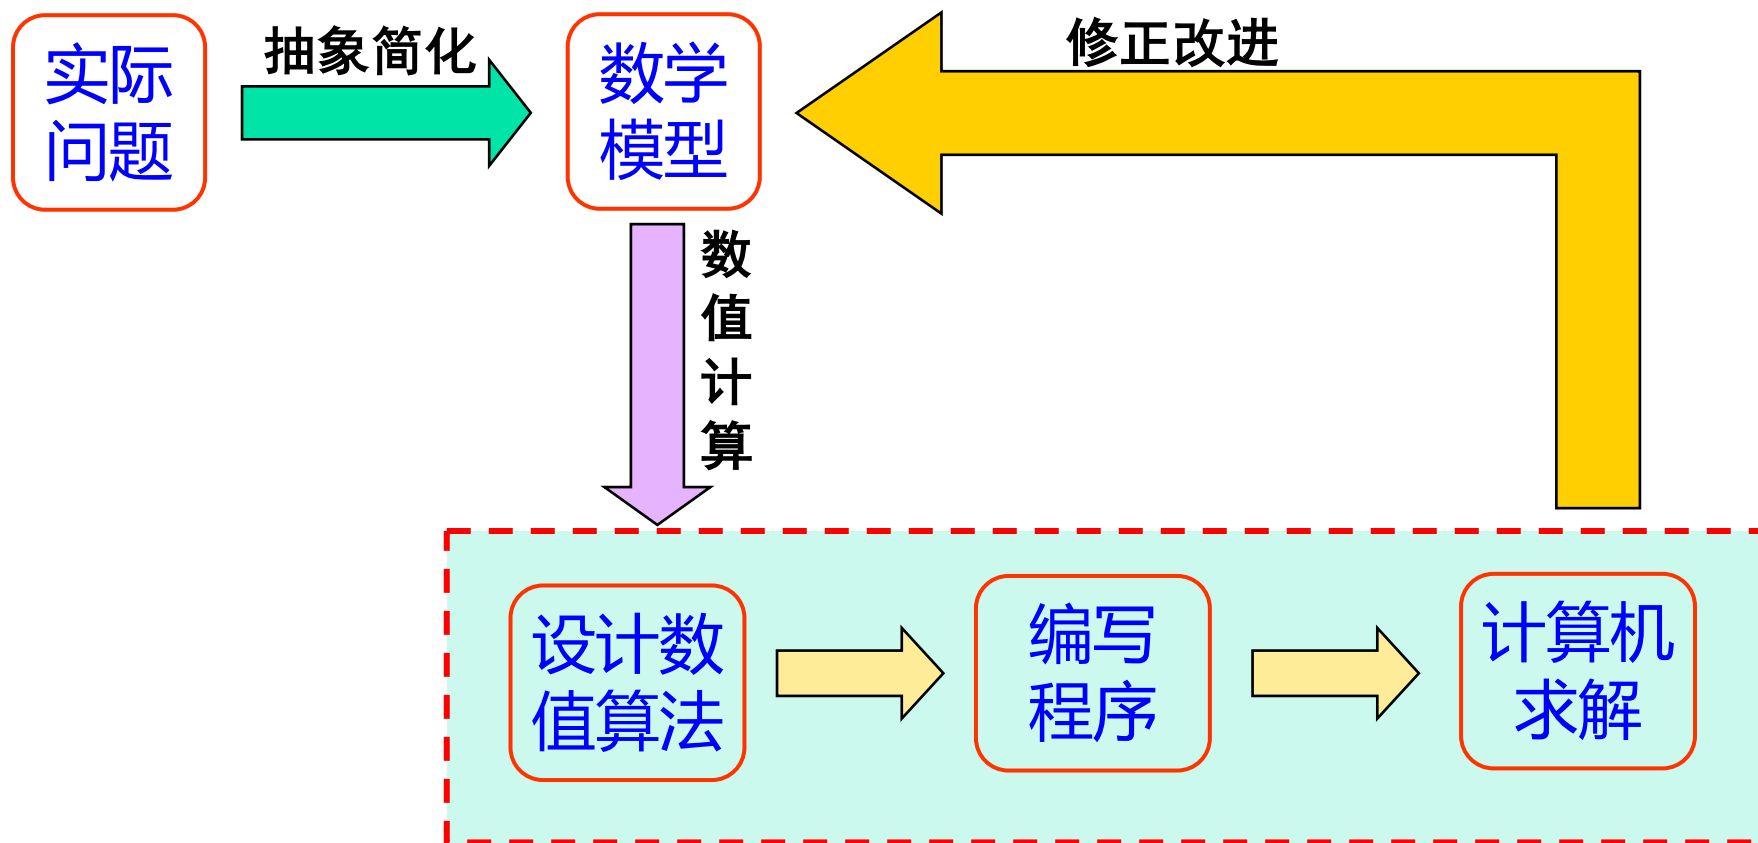 实际
问题
抽象简化
数学
模型
修正改进
数
值
计
算
设计数
值算法
编写
程序
计算机
求解